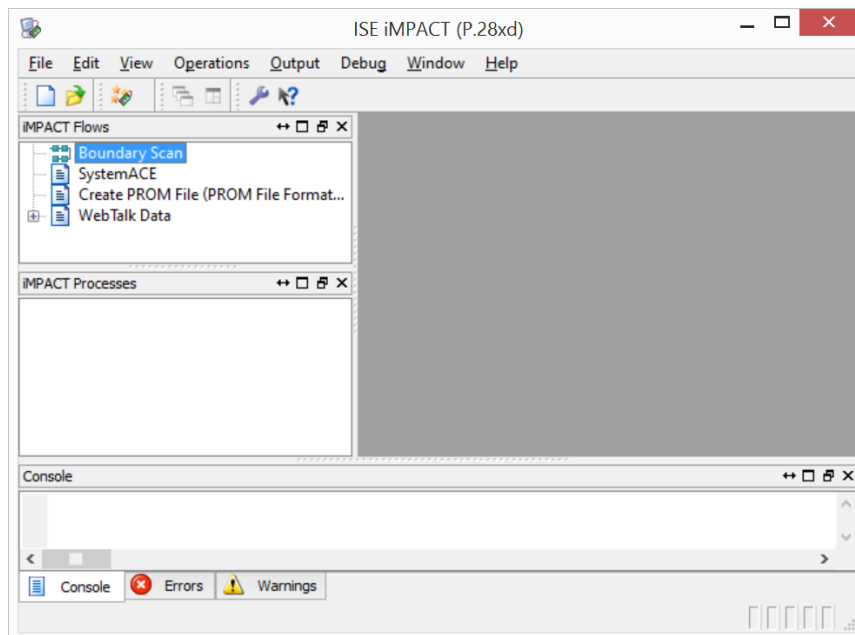 ISE iMPACT (P.28xd)
File Edit View Operations Output Debug Window Help
iMPACT Flows
Boundary Scan
SystemACE
Create PROM File (PROM File Format...
WebTalk Data
iMPACT Processes
Console
Console Errors Warnings